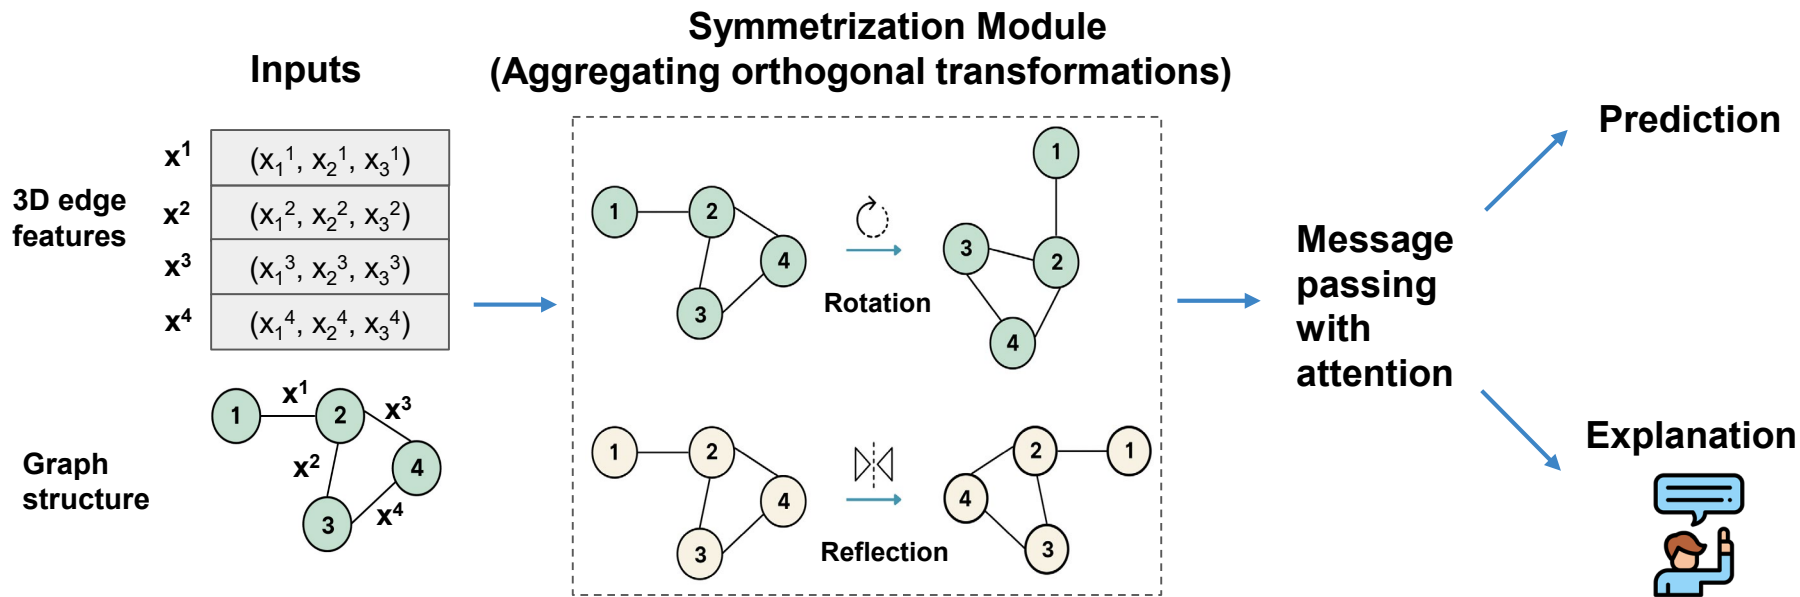 Symmetrization Module
(Aggregating orthogonal transformations)
Inputs
3D edge
features
x¹ (x₁¹, x₂¹, x₃¹)
x² (x₁², x₂², x₃²)
x³ (x₁³, x₂³, x₃³)
x⁴ (x₁⁴, x₂⁴, x₃⁴)
Graph
structure
1 x¹ 2 x³
x² 4
3 x⁴
1 2 4 3
Rotation
1 3 2 4
1 2 4 3
Reflection
2 1 4 3
Message
passing
with
attention
Prediction
Explanation